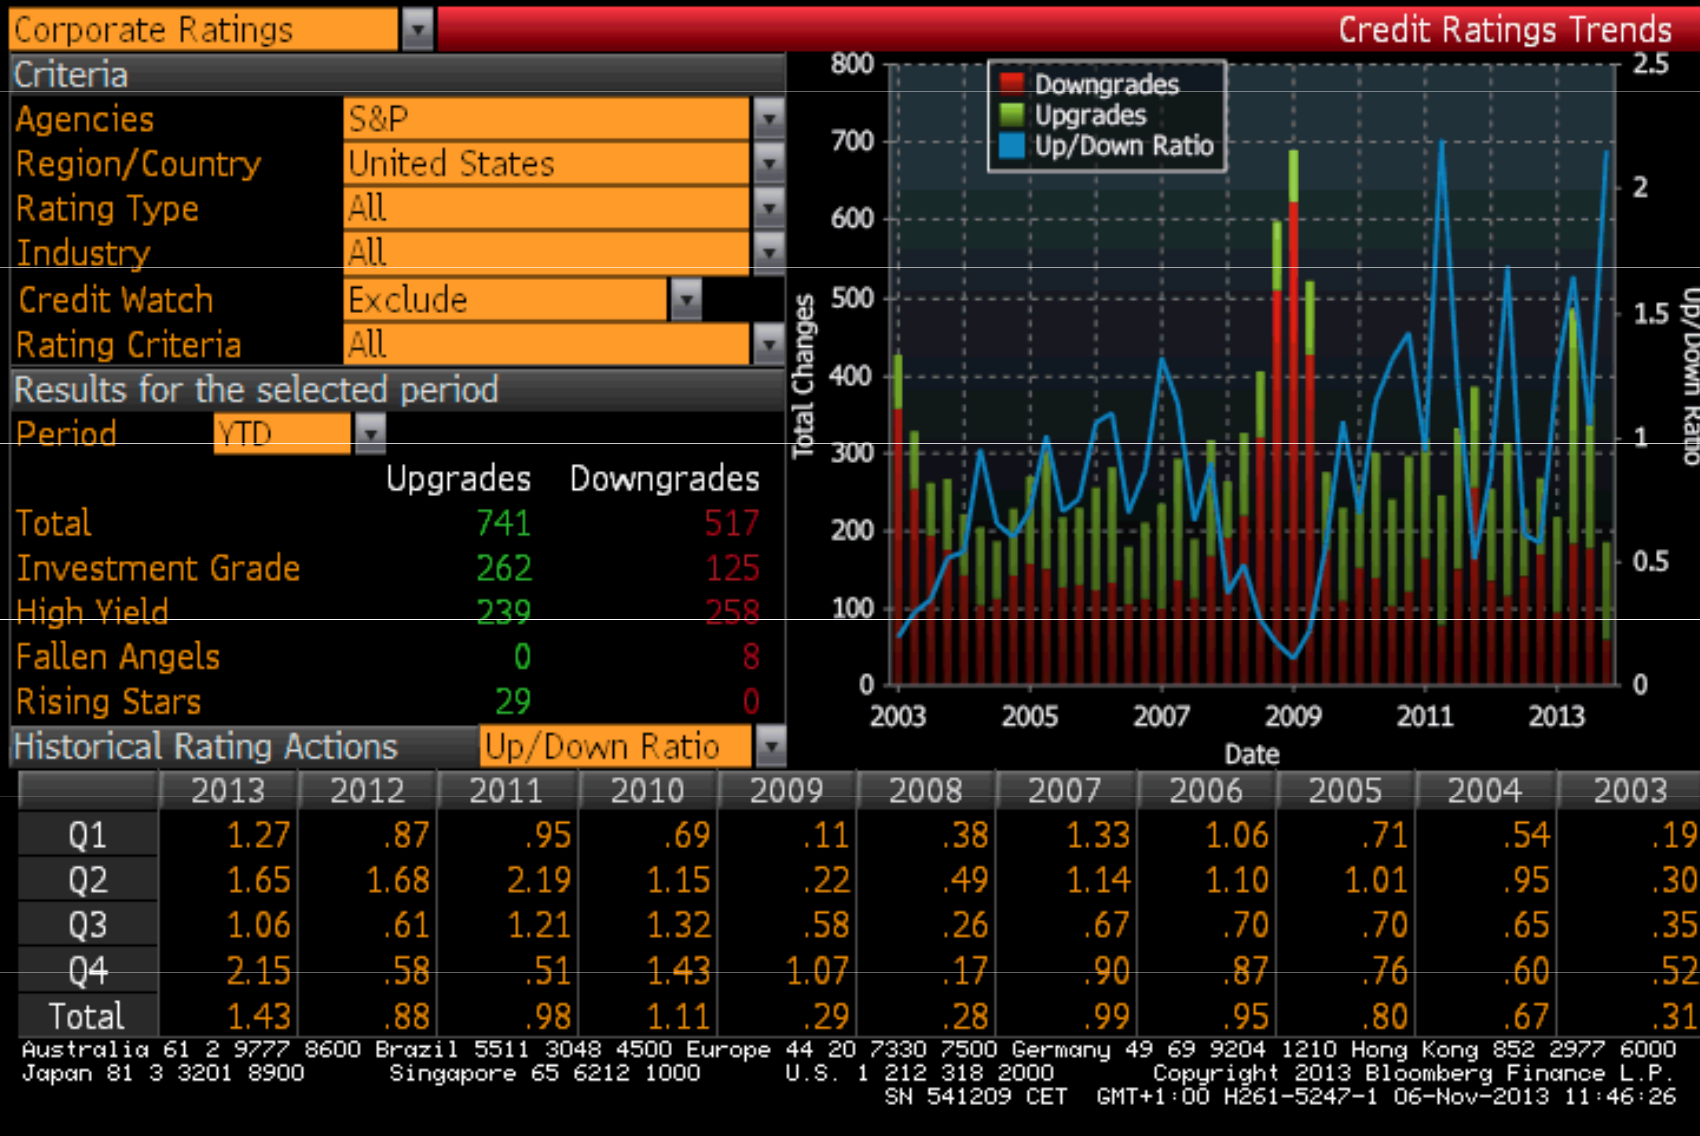 Corporate Ratings
Credit Ratings Trends
Criteria
Agencies S&P
Region/Country United States
Rating Type All
Industry All
Credit Watch Exclude
Rating Criteria All
Results for the selected period
Period YTD
Upgrades Downgrades
Total 741 517
Investment Grade 262 125
High Yield 239 258
Fallen Angels 0 8
Rising Stars 29 0
Downgrades
Upgrades
Up/Down Ratio
Total Changes
800
700
600
500
400
300
200
100
0
2.5
2
1.5
1
0.5
0
Up/Down Ratio
2003 2005 2007 2009 2011 2013
Date
Historical Rating Actions Up/Down Ratio
2013 2012 2011 2010 2009 2008 2007 2006 2005 2004 2003
Q1 1.27 .87 .95 .69 .11 .38 1.33 1.06 .71 .54 .19
Q2 1.65 1.68 2.19 1.15 .22 .49 1.14 1.10 1.01 .95 .30
Q3 1.06 .61 1.21 1.32 .58 .26 .67 .70 .70 .65 .35
Q4 2.15 .58 .51 1.43 1.07 .17 .90 .87 .76 .60 .52
Total 1.43 .88 .98 1.11 .29 .28 .99 .95 .80 .67 .31
Australia 61 2 9777 8600 Brazil 5511 3048 4500 Europe 44 20 7330 7500 Germany 49 69 9204 1210 Hong Kong 852 2977 6000
Japan 81 3 3201 8900 Singapore 65 6212 1000 U.S. 1 212 318 2000 Copyright 2013 Bloomberg Finance L.P.
SN 541209 CET GMT+1:00 H261-5247-1 06-Nov-2013 11:46:26